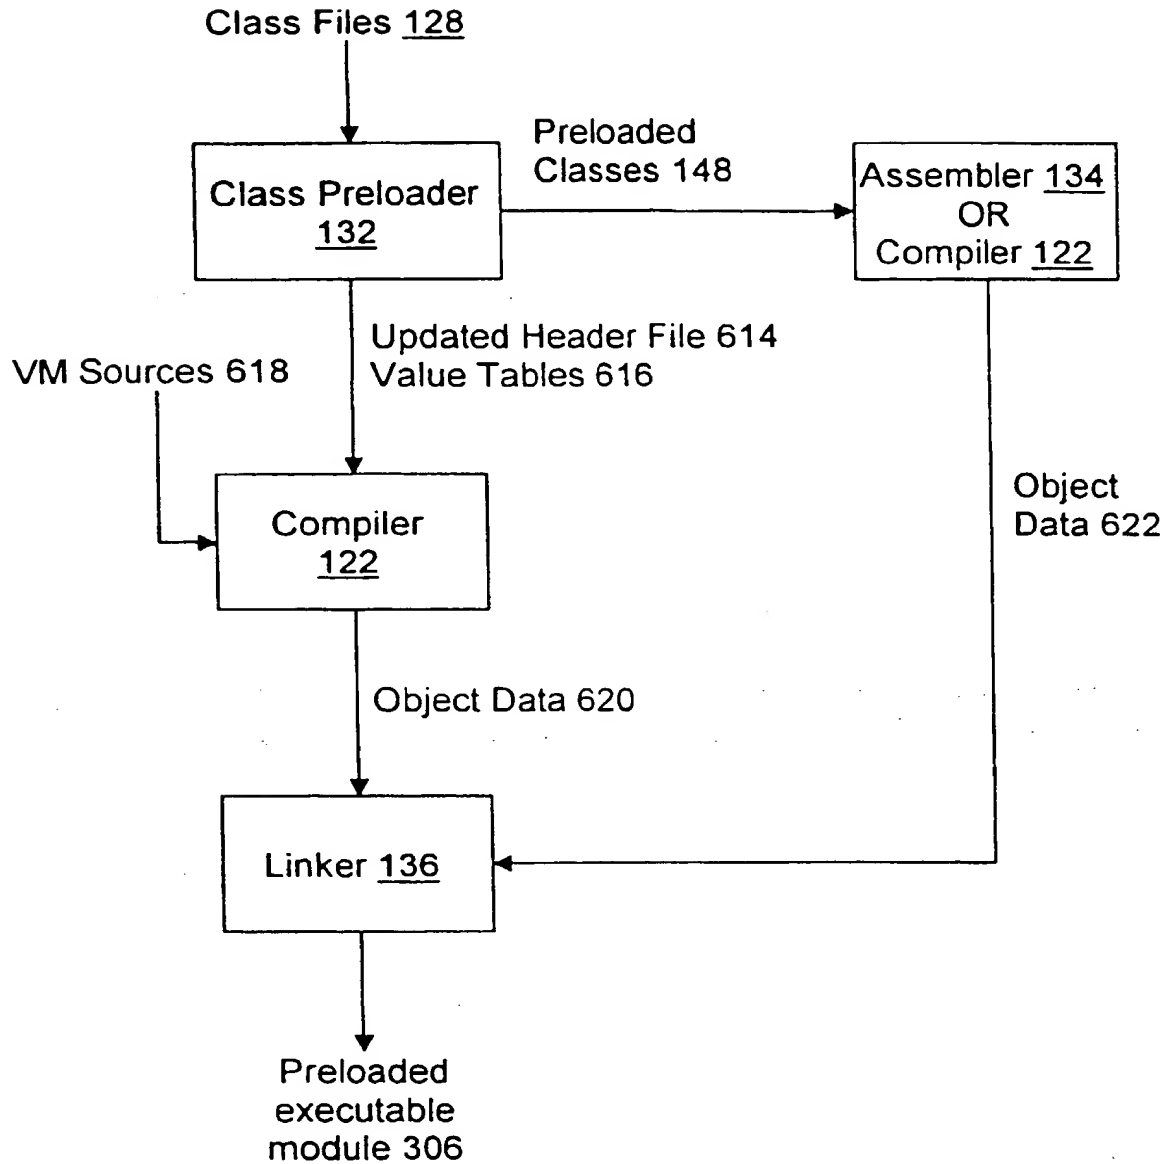 Class Files 128
Preloaded
Classes 148
Class Preloader
132
Assembler 134
OR
Compiler 122
Updated Header File 614
Value Tables 616
VM Sources 618
Compiler
122
Object
Data 622
Object Data 620
Linker 136
Preloaded
executable
module 306